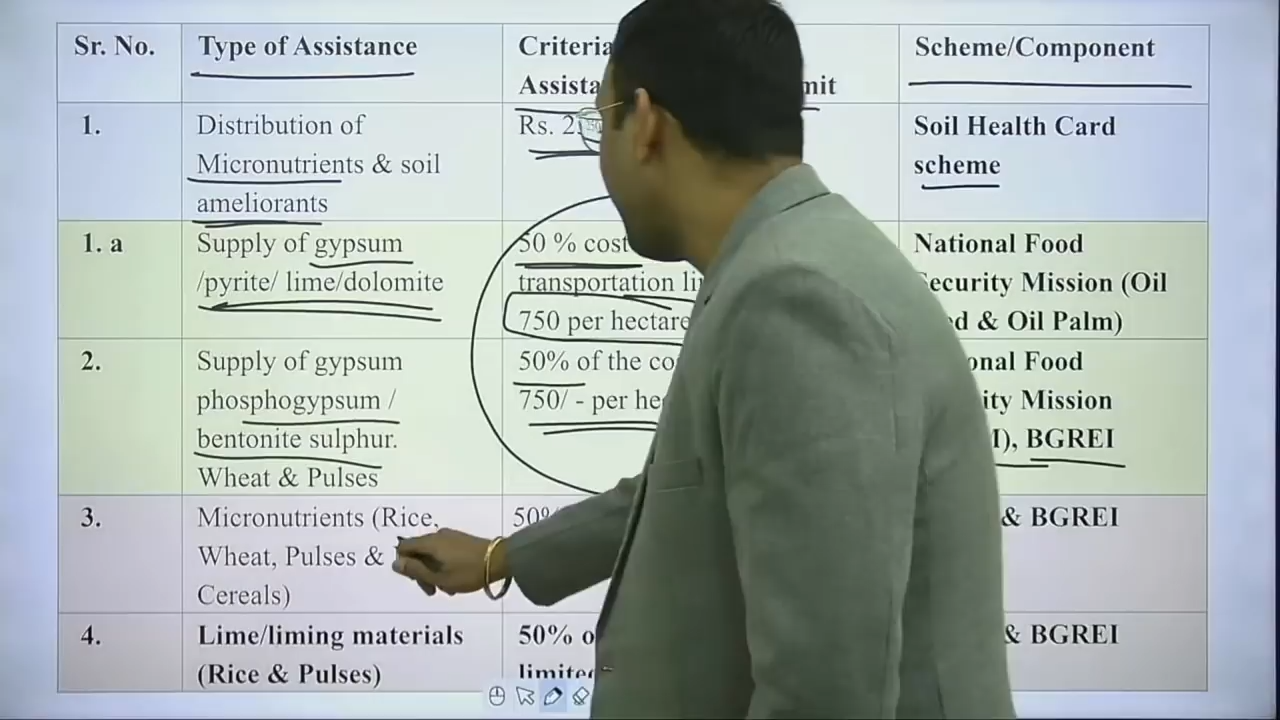 Sr. No.
Type of Assistance
Criteria
Assista
mit
Scheme/Component
1.
Distribution of
Micronutrients & soil
ameliorants
Rs. 2
Soil Health Card
scheme
1. a
Supply of gypsum
/pyrite/ lime/dolomite
50 % cost
transportation li
750 per hectare
National Food
ecurity Mission (Oil
d & Oil Palm)
2.
Supply of gypsum
phosphogypsum /
bentonite sulphur.
Wheat & Pulses
50% of the co
750/ - per he
onal Food
ity Mission
I), BGREI
3.
Micronutrients (Rice,
Wheat, Pulses &
Cereals)
50%
& BGREI
4.
Lime/liming materials
(Rice & Pulses)
50% o
limite
& BGREI